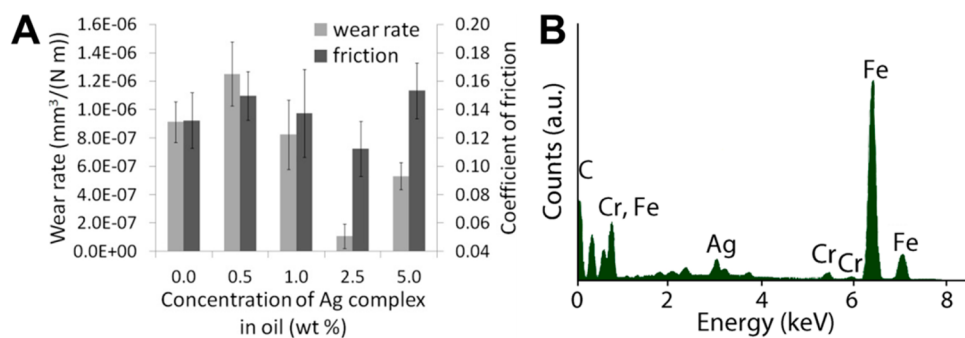 A
1.6E-06
1.4E-06
1.2E-06
1.0E-06
8.0E-07
6.0E-07
4.0E-07
2.0E-07
0.0E+00
Wear rate (mm³/(N m))
wear rate
friction
0.20
0.18
0.16
0.14
0.12
0.10
0.08
0.06
0.04
Coefficient of friction
0.0 0.5 1.0 2.5 5.0
Concentration of Ag complex
in oil (wt %)
B
Counts (a.u.)
C
Cr, Fe
Ag
Cr
Cr
Fe
Fe
0 2 4 6 8
Energy (keV)